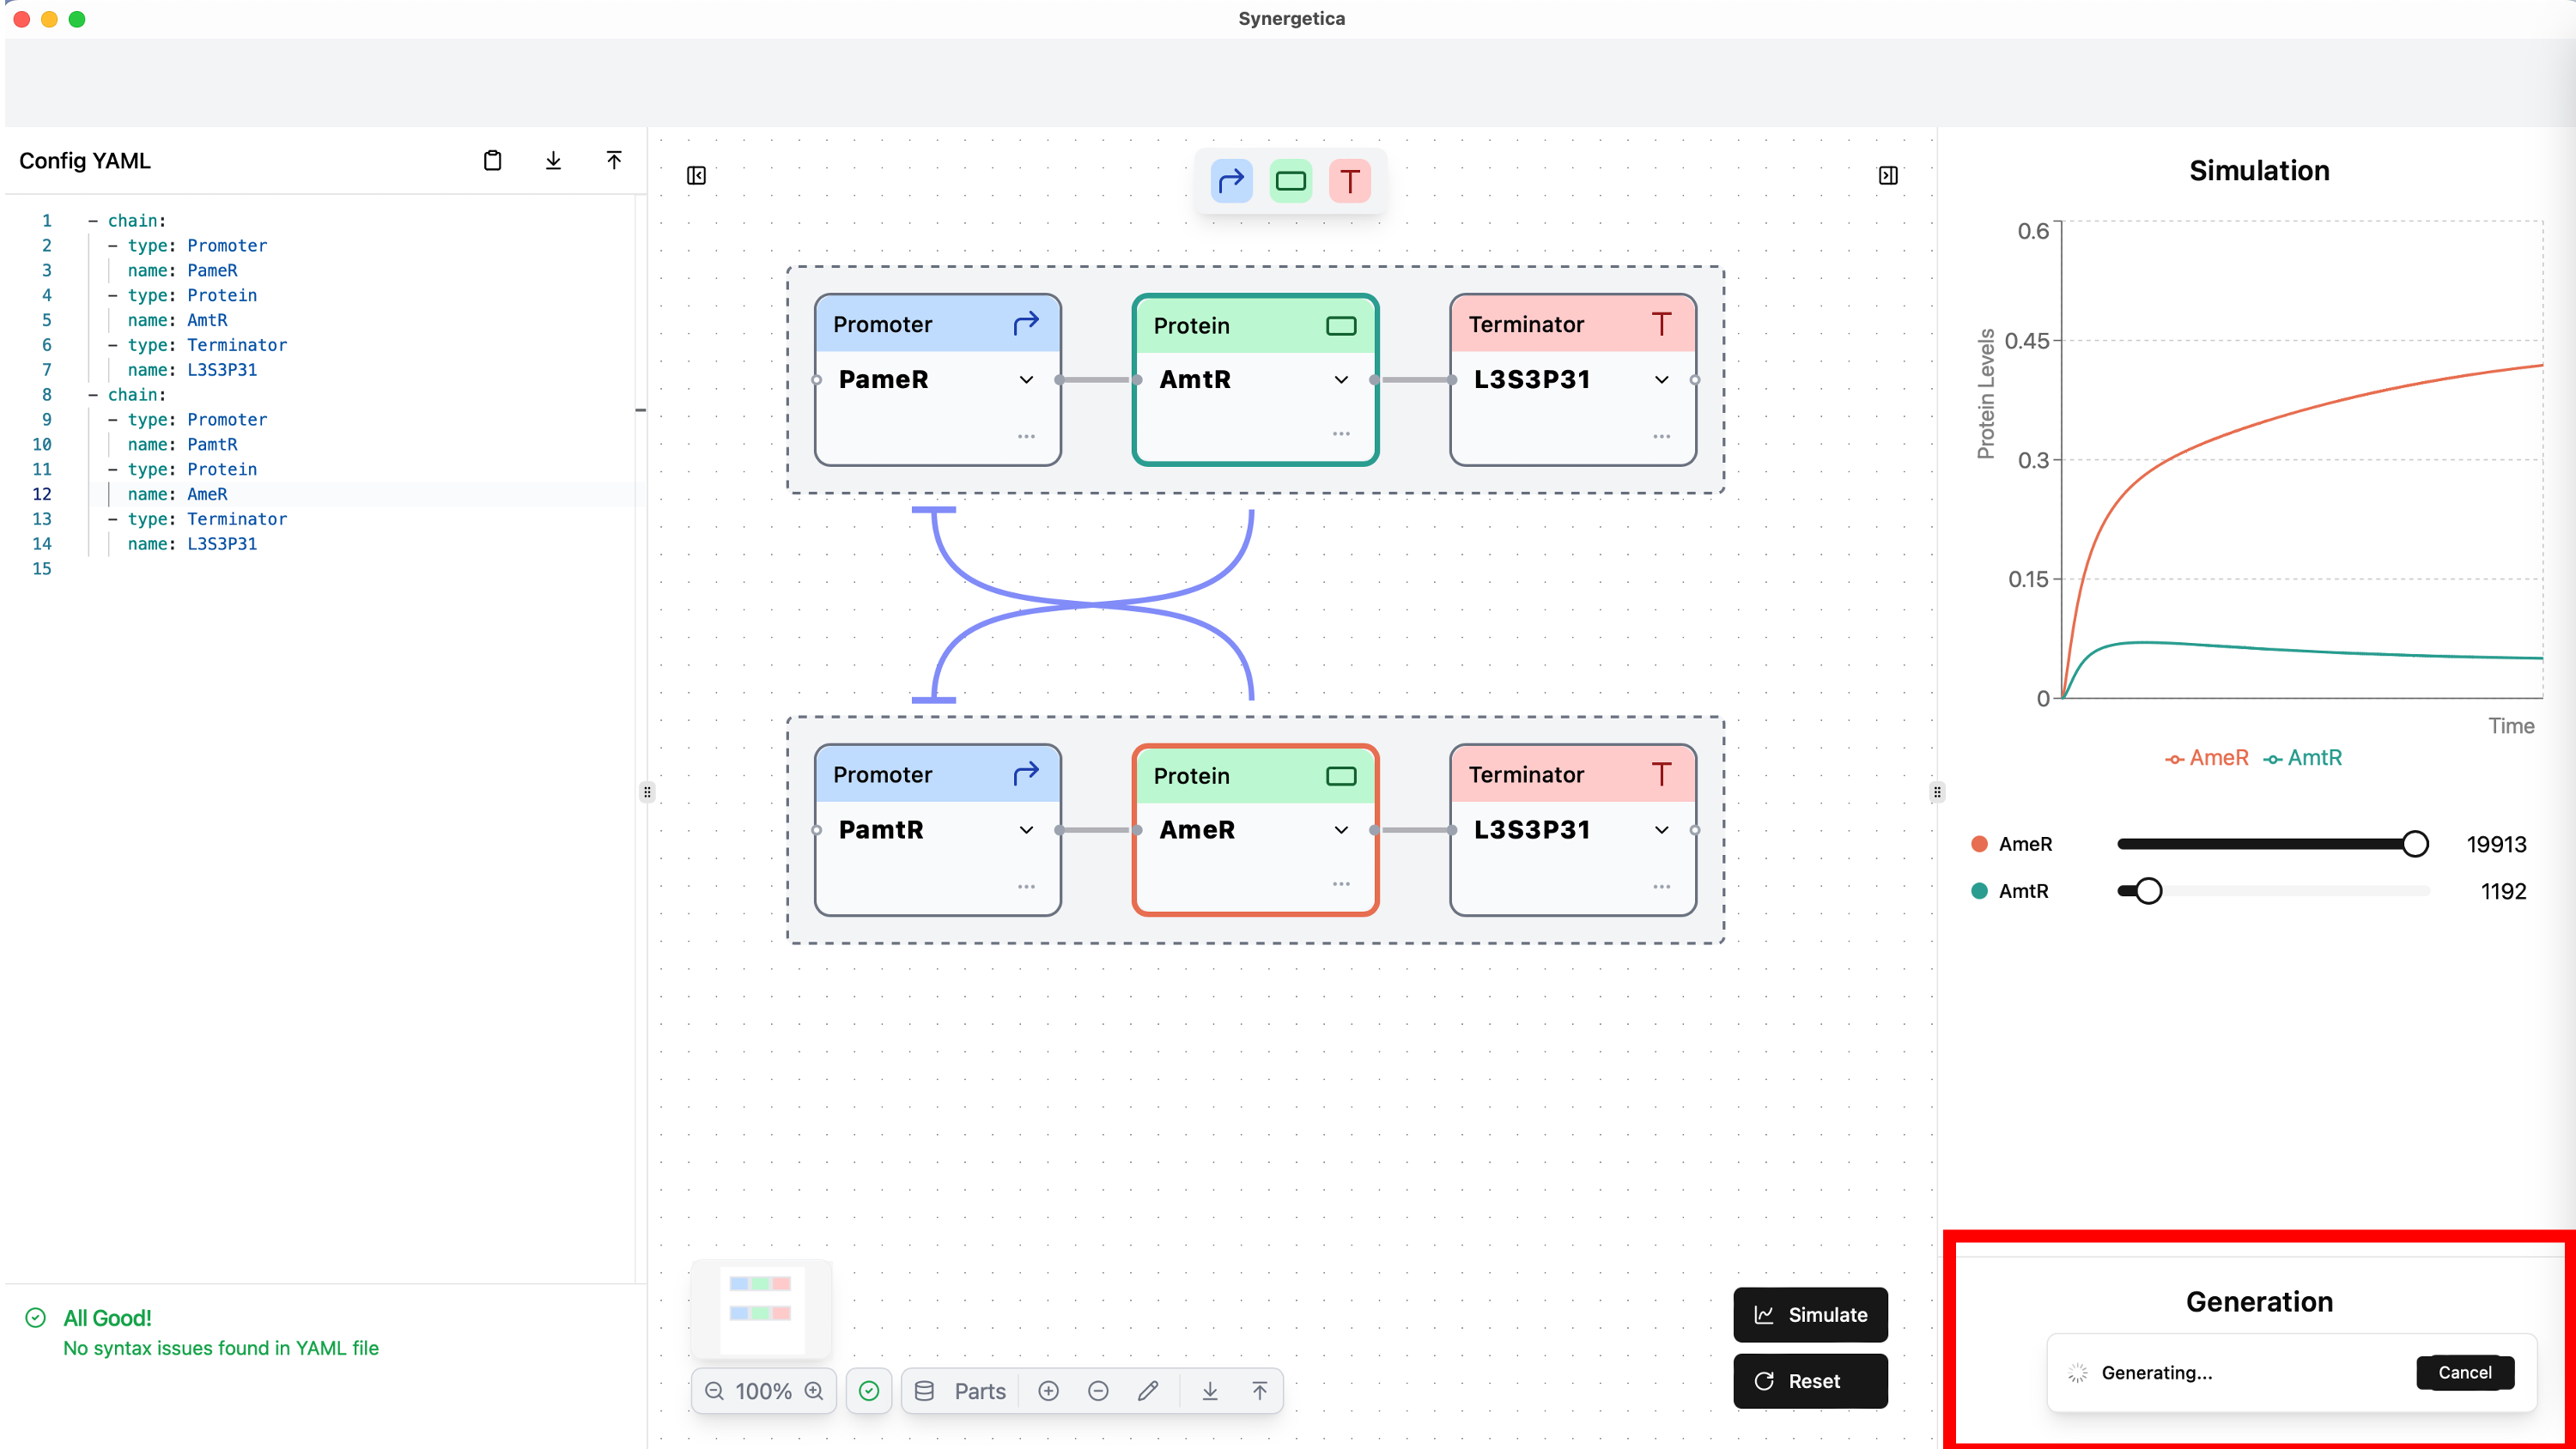 Synergetica
Config YAML
1 - chain:
2 - type: Promoter
3 name: PameR
4 - type: Protein
5 name: AmtR
6 - type: Terminator
7 name: L3S3P31
8 - chain:
9 - type: Promoter
10 name: PamtR
11 - type: Protein
12 name: AmeR
13 - type: Terminator
14 name: L3S3P31
15
All Good!
No syntax issues found in YAML file
Promoter
PameR
...
Protein
AmtR
...
Terminator
L3S3P31
...
Promoter
PamtR
...
Protein
AmeR
...
Terminator
L3S3P31
...
100%
Parts
Simulate
Reset
Simulation
Protein Levels
0.6
0.45
0.3
0.15
0
Time
AmeR AmtR
AmeR 19913
AmtR 1192
Generation
Generating...
Cancel